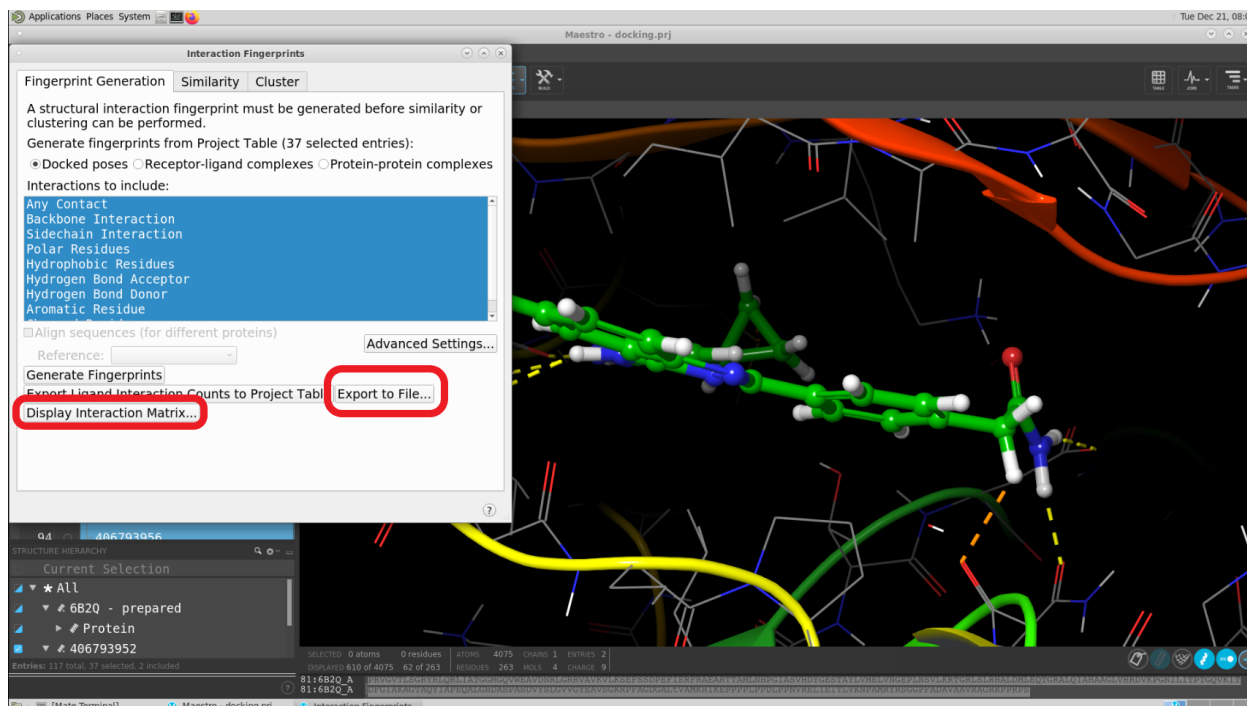 Applications Places System
Tue Dec 21, 08:0
Maestro - docking.prj
Interaction Fingerprints
Fingerprint Generation Similarity Cluster
A structural interaction fingerprint must be generated before similarity or
clustering can be performed.
Generate fingerprints from Project Table (37 selected entries):
Docked poses Receptor-ligand complexes Protein-protein complexes
Interactions to include:
Any Contact
Backbone Interaction
Sidechain Interaction
Polar Residues
Hydrophobic Residues
Hydrogen Bond Acceptor
Hydrogen Bond Donor
Aromatic Residue
Align sequences (for different proteins)
Advanced Settings...
Reference:
Generate Fingerprints
Export Ligand Interaction Counts to Project Tabl Export to File...
Display Interaction Matrix...
BUILD
TABLE JOBS TASKS
94 406793956
STRUCTURE HIERARCHY
Current Selection
All
6B2Q - prepared
Protein
406793952
Entries: 117 total, 37 selected, 2 included
SELECTED 0 atoms 0 residues ATOMS 4075 CHAINS 1 ENTRIES 2
DISPLAYED 610 of 4075 62 of 263 RESIDUES 263 MOLS 4 CHARGE 9
81:6B2Q_A
81:6B2Q_A
[Mate Terminal] Maestro - docking.prj Interaction Fingerprints